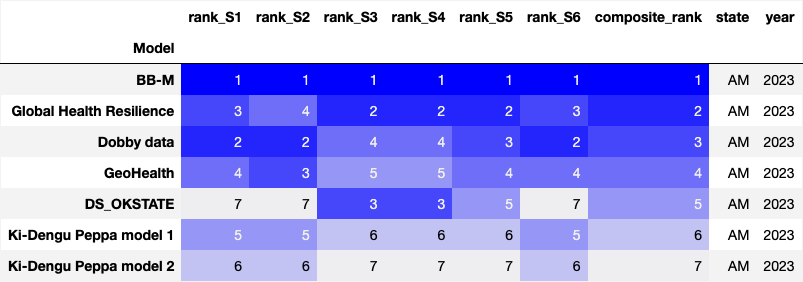 rank_S1 rank_S2 rank_S3 rank_S4 rank_S5 rank_S6 composite_rank state year
Model
BB-M 1 1 1 1 1 1 1 AM 2023
Global Health Resilience 3 4 2 2 2 3 2 AM 2023
Dobby data 2 2 4 4 3 2 3 AM 2023
GeoHealth 4 3 5 5 4 4 4 AM 2023
DS_OKSTATE 7 7 3 3 5 7 5 AM 2023
Ki-Dengu Peppa model 1 5 5 6 6 6 5 6 AM 2023
Ki-Dengu Peppa model 2 6 6 7 7 7 6 7 AM 2023